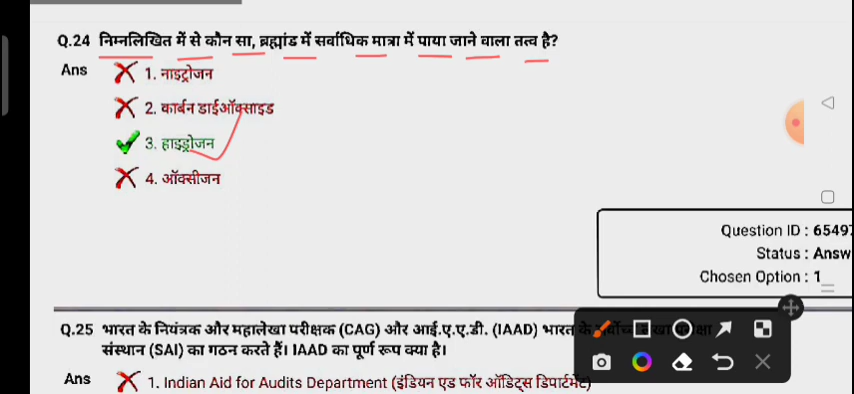 Q.24 निम्नलिखित में से कौन सा, ब्रह्मांड में सर्वाधिक मात्रा में पाया जाने वाला तत्व है?
Ans 1. नाइट्रोजन
2. कार्बन डाईऑक्साइड
3. हाइड्रोजन
4. ऑक्सीजन
Question ID : 6549
Status : Answ
Chosen Option : 1
Q.25 भारत के नियंत्रक और महालेखा परीक्षक (CAG) और आई.ए.ए.डी. (IAAD) भारत के
संस्थान (SAI) का गठन करते हैं। IAAD का पूर्ण रूप क्या है।
Ans 1. Indian Aid for Audits Department (इंडियन एड फॉर ऑडिट्स डिपार्टमेंट)